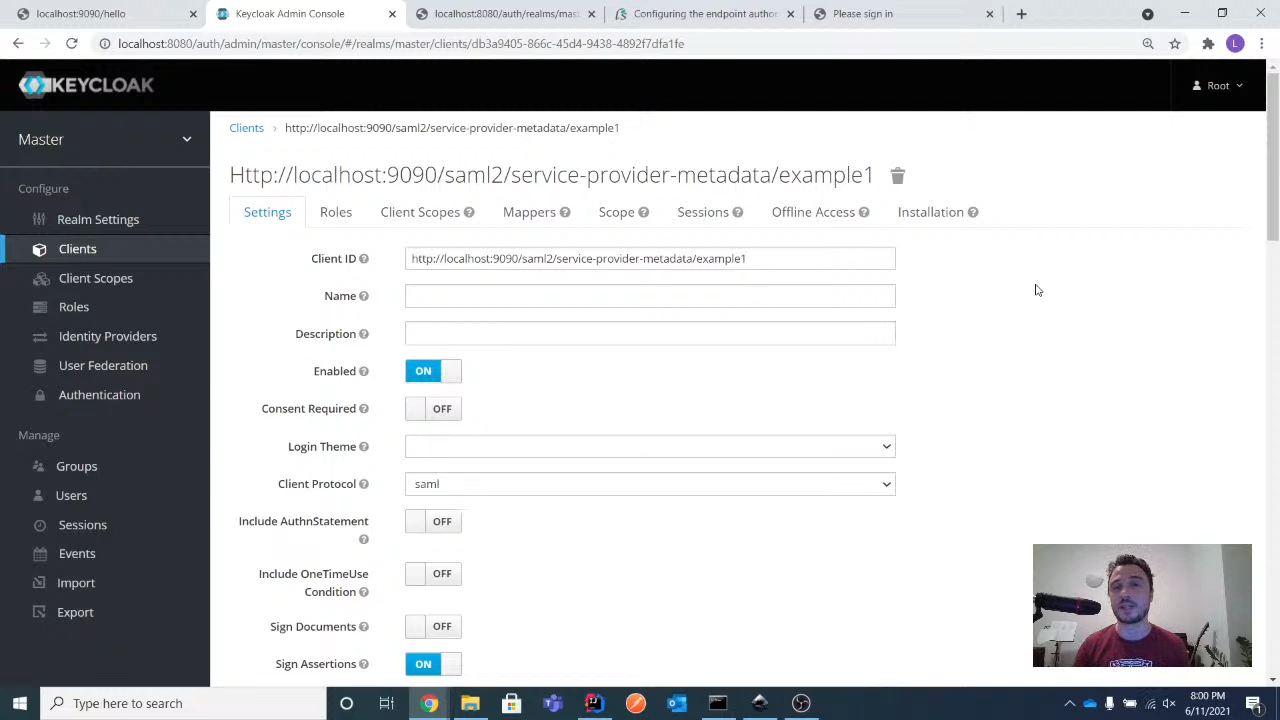 localhost:9090/hello
Keycloak Admin Console
localhost:8080/auth/realms/mas
Configuring the endpoint author
Please sign in
localhost:8080/auth/admin/master/console/#/realms/master/clients/db3a9405-866c-45d4-9438-4892f7dfa1fe
L
KEYCLOAK
Root
Master
Configure
Realm Settings
Clients
Client Scopes
Roles
Identity Providers
User Federation
Authentication
Manage
Groups
Users
Sessions
Events
Import
Export
Clients > http://localhost:9090/saml2/service-provider-metadata/example1
Http://localhost:9090/saml2/service-provider-metadata/example1
Settings Roles Client Scopes Mappers Scope Sessions Offline Access Installation
Client ID http://localhost:9090/saml2/service-provider-metadata/example1
Name
Description
Enabled ON
Consent Required OFF
Login Theme
Client Protocol saml
Include AuthnStatement OFF
Include OneTimeUse
Condition OFF
Sign Documents OFF
Sign Assertions ON
Type here to search
8:00 PM
6/11/2021